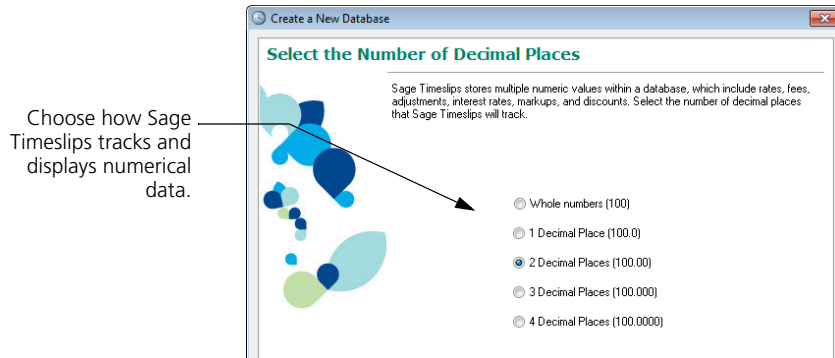 Create a New Database
Select the Number of Decimal Places
Sage Timeslips stores multiple numeric values within a database, which include rates, fees,
adjustments, interest rates, markups, and discounts. Select the number of decimal places
that Sage Timeslips will track.
Choose how Sage
Timeslips tracks and
displays numerical
data.
Whole numbers (100)
1 Decimal Place (100.0)
2 Decimal Places (100.00)
3 Decimal Places (100.000)
4 Decimal Places (100.0000)